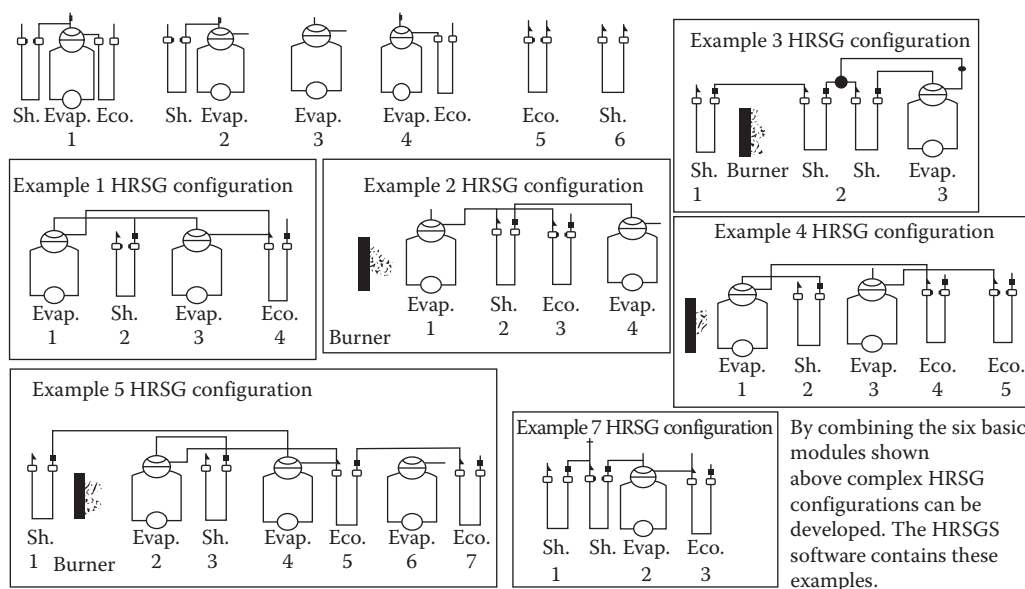 Sh. Evap. Eco.
1
Sh. Evap.
2
Evap.
3
Evap. Eco.
4
Eco.
5
Sh.
6
Example 3 HRSG configuration
Sh. Burner Sh. Sh. Evap.
1 2 3
Example 1 HRSG configuration
Evap. Sh. Evap. Eco.
1 2 3 4
Example 2 HRSG configuration
Evap. Sh. Eco. Evap.
1 2 3 4
Burner
Example 4 HRSG configuration
Evap. Sh. Evap. Eco. Eco.
1 2 3 4 5
Example 5 HRSG configuration
Sh. Evap. Sh. Evap. Eco. Evap. Eco.
1 Burner 2 3 4 5 6 7
Example 7 HRSG configuration
Sh. Sh. Evap. Eco.
1 2 3
By combining the six basic
modules shown
above complex HRSG
configurations can be
developed. The HRSGS
software contains these
examples.